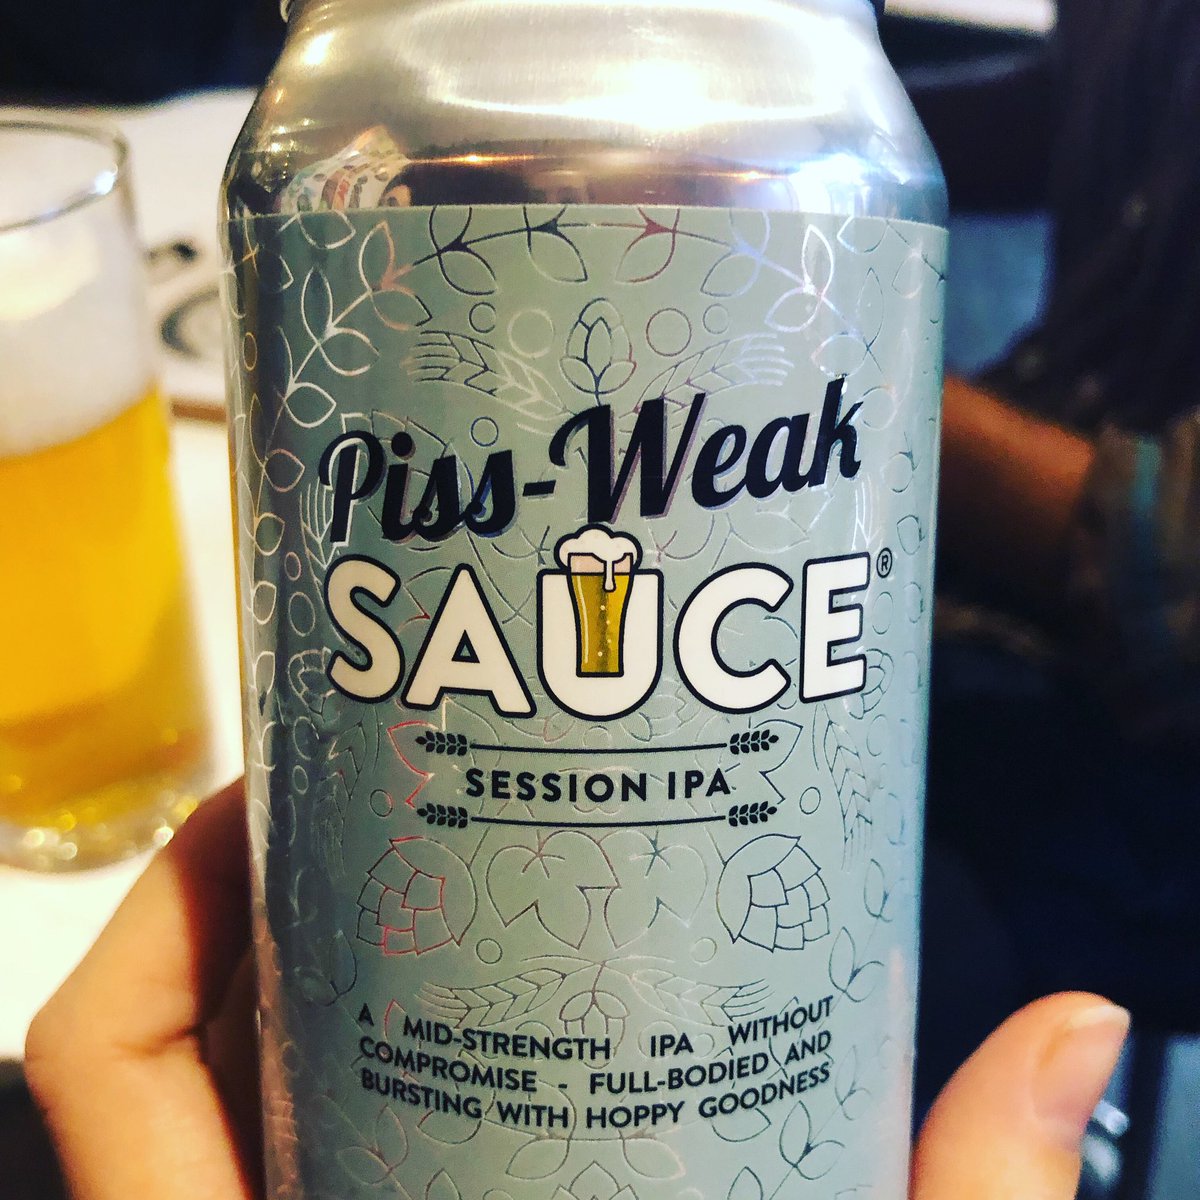 Piss-Weak
SAUCE®
SESSION IPA
A MID-STRENGTH IPA WITHOUT
COMPROMISE - FULL-BODIED AND
BURSTING WITH HOPPY GOODNESS